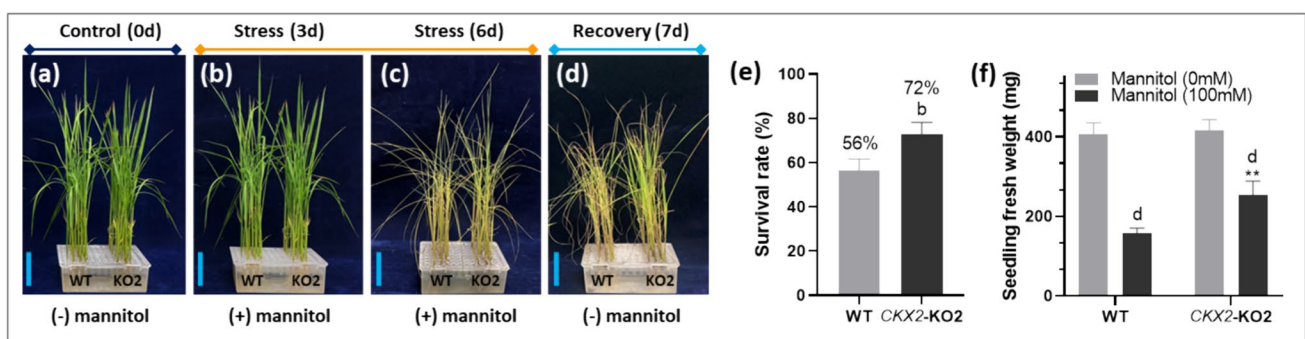 Control (0d) Stress (3d) Stress (6d) Recovery (7d)
(a) (b) (c) (d)
WT KO2 WT KO2 WT KO2 WT KO2
(-) mannitol (+) mannitol (+) mannitol (-) mannitol
(e)
Survival rate (%)
100
80
60
40
20
0
56%
72%
b
WT CKX2-KO2
(f)
Mannitol (0mM)
Mannitol (100mM)
Seedling fresh weight (mg)
400
200
0
d
d
**
WT CKX2-KO2